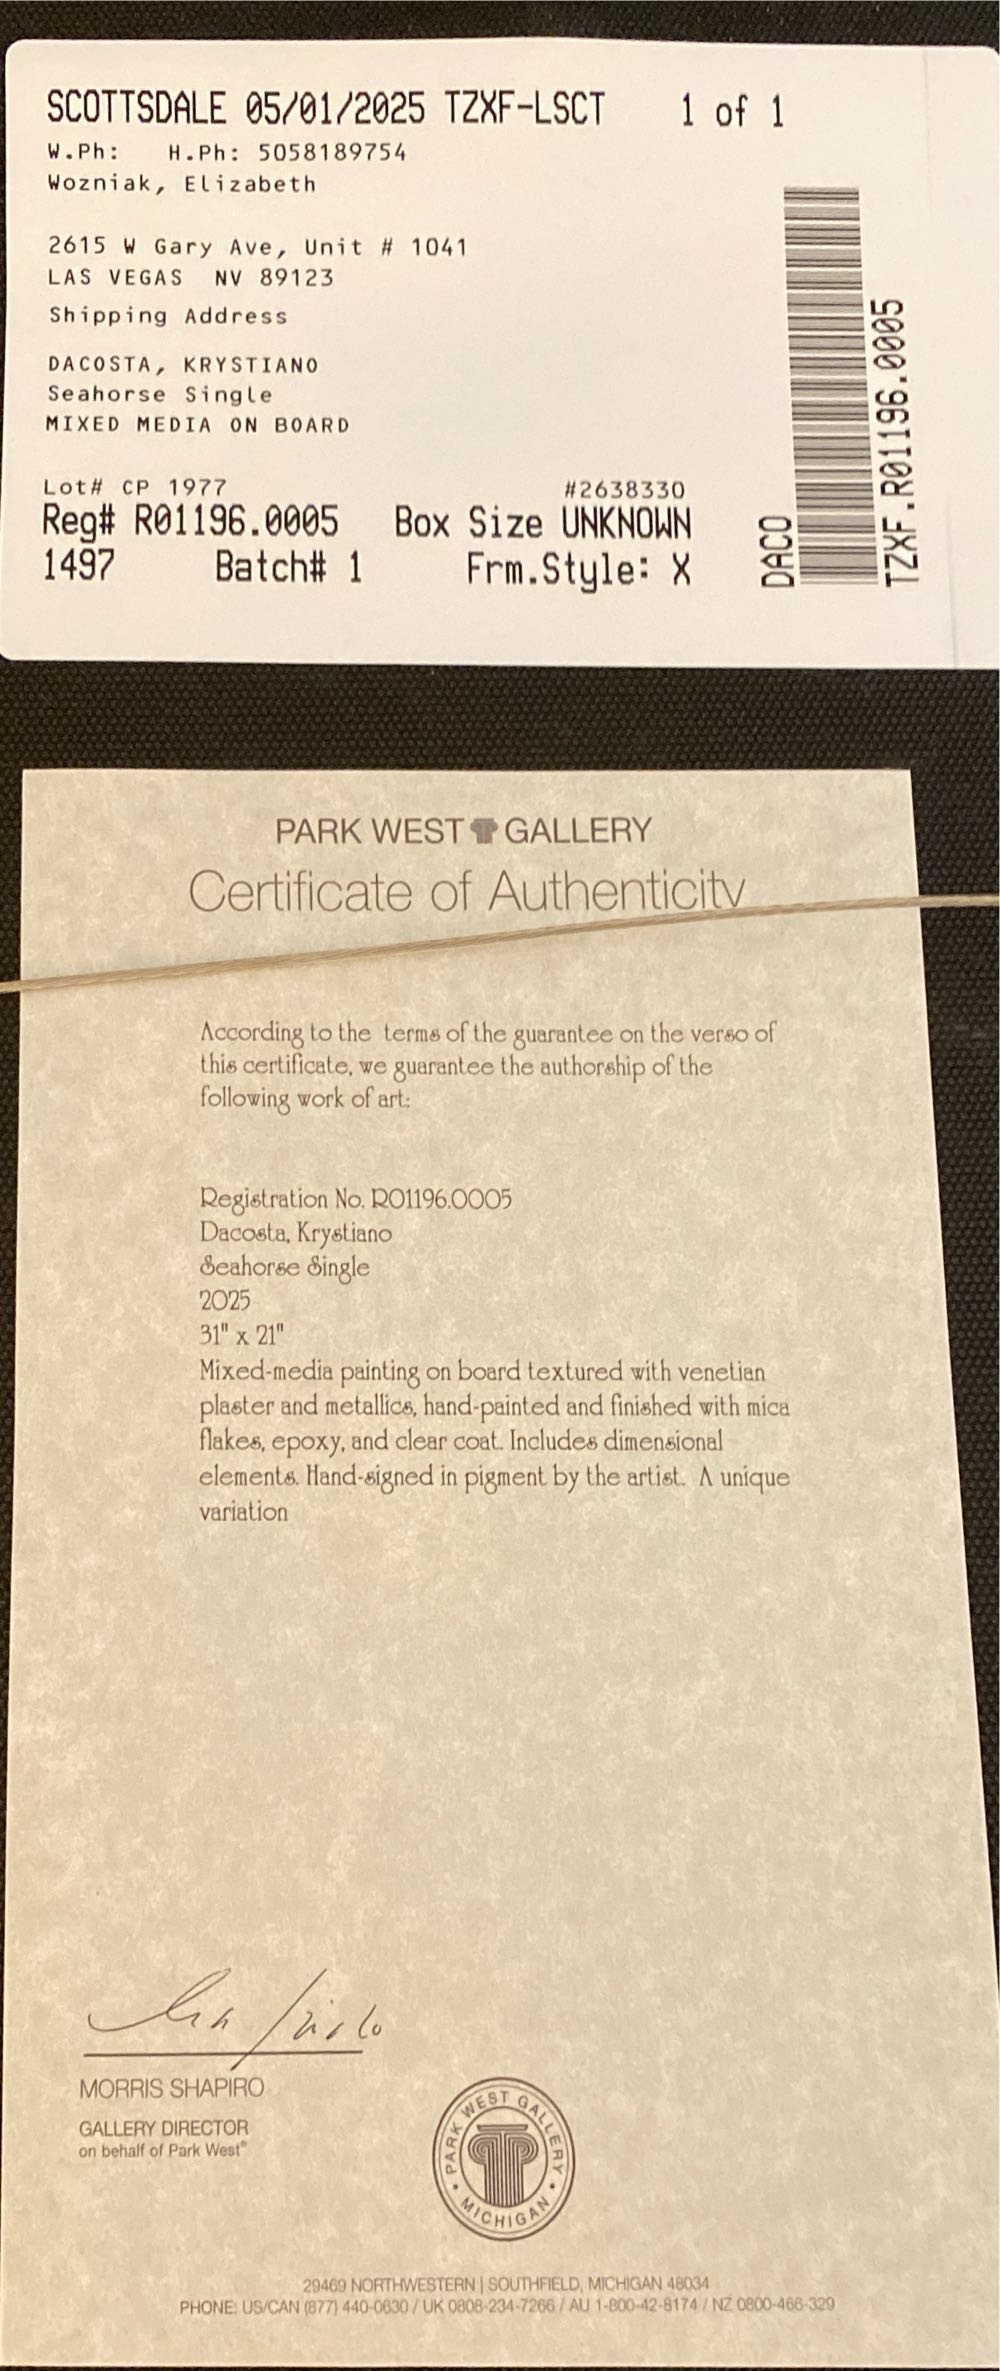 SCOTTSDALE 05/01/2025 TZXF-LSCT 1 of 1
W.Ph: H.Ph: 5058189754
Wozniak, Elizabeth
2615 W Gary Ave, Unit # 1041
LAS VEGAS NV 89123
Shipping Address
DACOSTA, KRYSTIANO
Seahorse Single
MIXED MEDIA ON BOARD
Lot# CP 1977 #2638330
Reg# R01196.0005 Box Size UNKNOWN
1497 Batch# 1 Frm.Style: X
DACO
TZXF.R01196.0005
PARK WEST GALLERY
Certificate of Authenticity
According to the terms of the guarantee on the verso of
this certificate, we guarantee the authorship of the
following work of art:
Registration No. R01196.0005
Dacosta, Krystiano
Seahorse Single
2025
31" x 21"
Mixed-media painting on board textured with venetian
plaster and metallics, hand-painted and finished with mica
flakes, epoxy, and clear coat. Includes dimensional
elements. Hand-signed in pigment by the artist. A unique
variation
MORRIS SHAPIRO
GALLERY DIRECTOR
on behalf of Park West®
PARK WEST GALLERY • MICHIGAN •
29469 NORTHWESTERN | SOUTHFIELD, MICHIGAN 48034
PHONE: US/CAN (877) 440-0630 / UK 0808-234-7266 / AU 1-800-42-8174 / NZ 0800-466-329